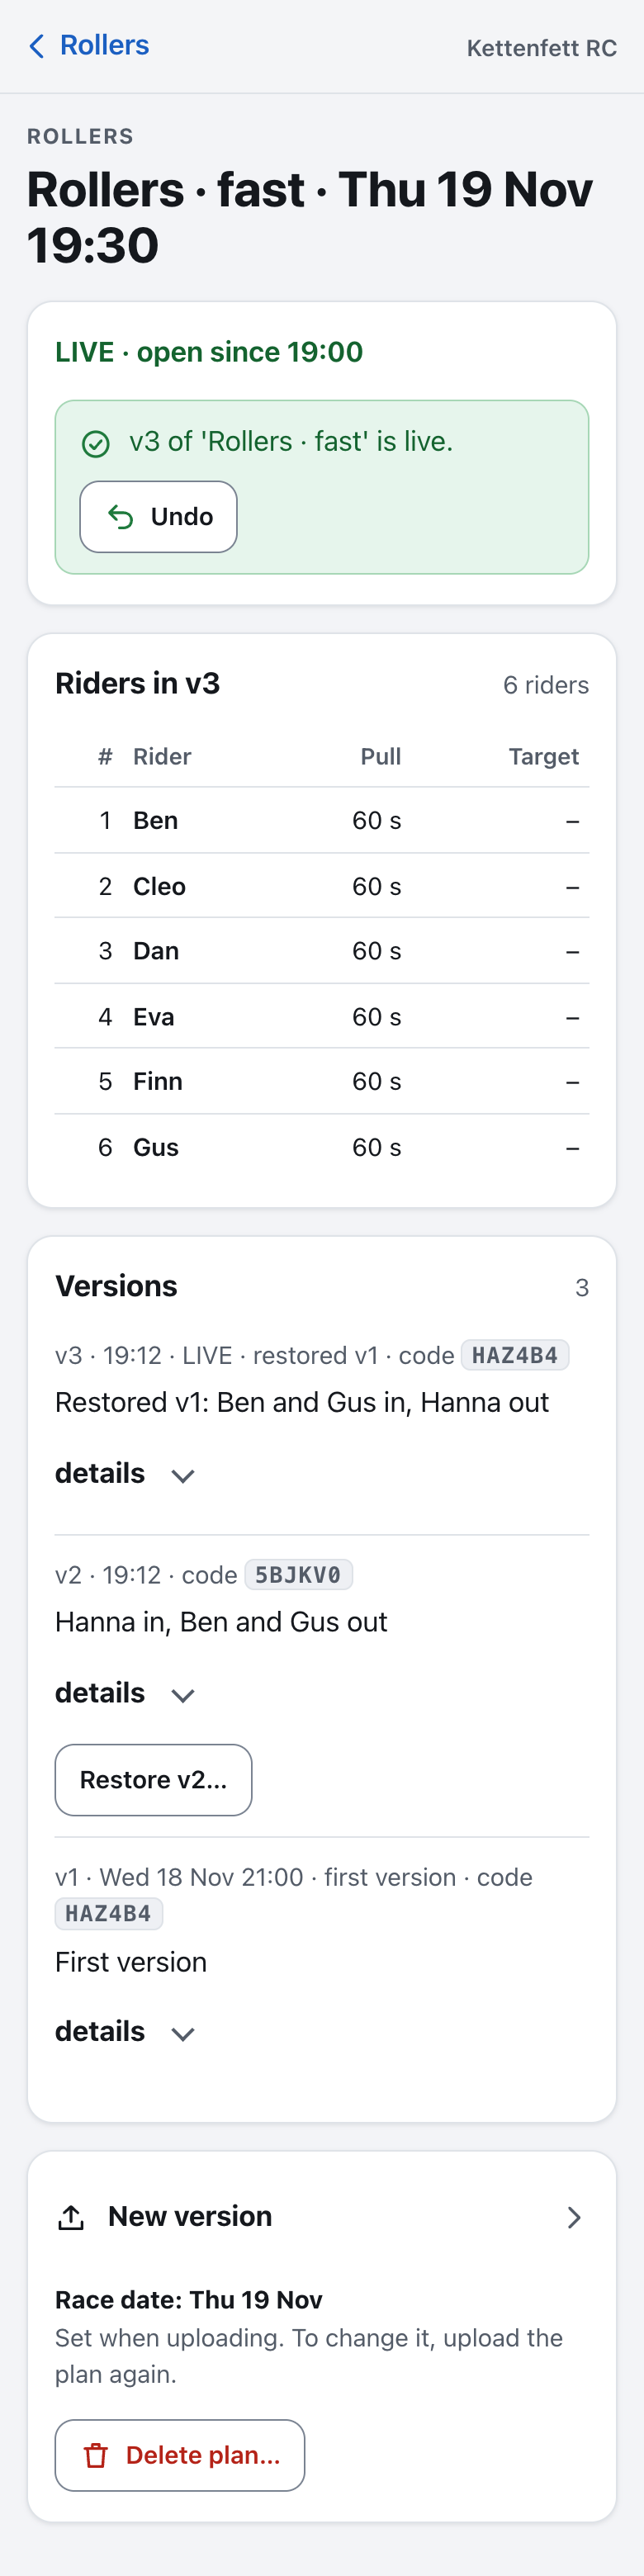 Rollers
Kettenfett RC
ROLLERS
Rollers · fast · Thu 19 Nov
19:30
LIVE · open since 19:00
v3 of 'Rollers · fast' is live.
Undo
Riders in v3
6 riders
# Rider Pull Target
1 Ben 60 s –
2 Cleo 60 s –
3 Dan 60 s –
4 Eva 60 s –
5 Finn 60 s –
6 Gus 60 s –
Versions
3
v3 · 19:12 · LIVE · restored v1 · code HAZ4B4
Restored v1: Ben and Gus in, Hanna out
details
v2 · 19:12 · code 5BJKV0
Hanna in, Ben and Gus out
details
Restore v2...
v1 · Wed 18 Nov 21:00 · first version · code
HAZ4B4
First version
details
New version
Race date: Thu 19 Nov
Set when uploading. To change it, upload the
plan again.
Delete plan...